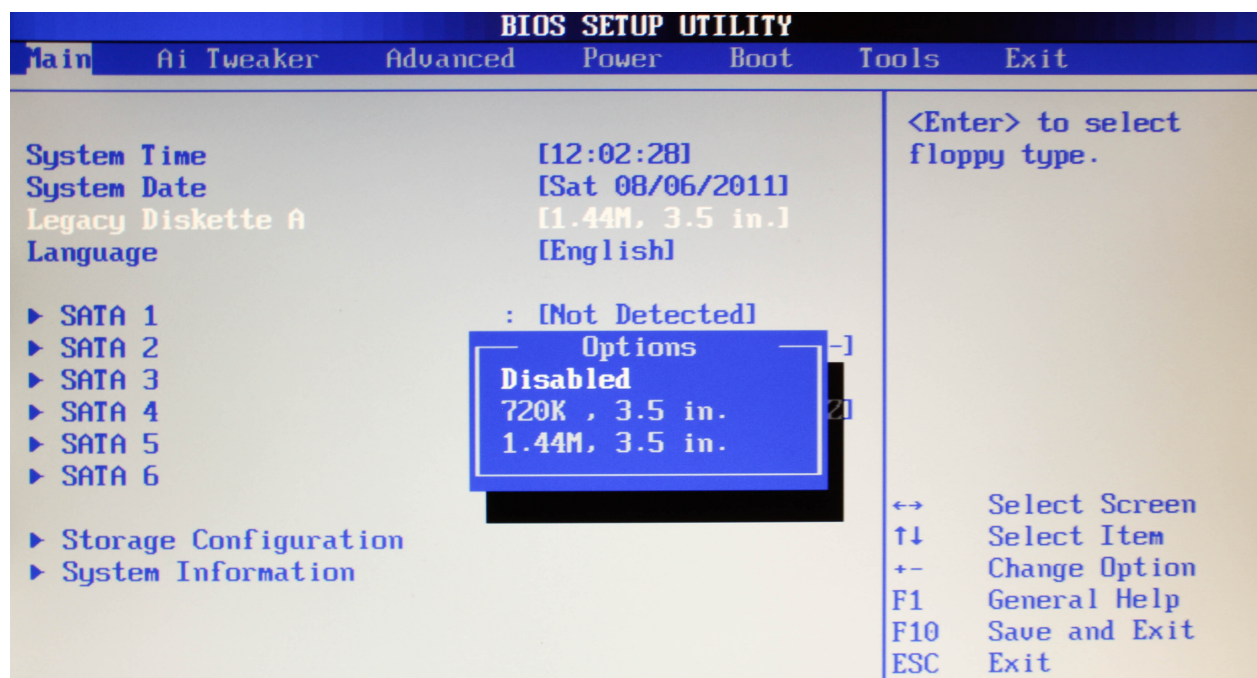 BIOS SETUP UTILITY
Main Ai Tweaker Advanced Power Boot Tools Exit
System Time [12:02:28]
System Date [Sat 08/06/2011]
Legacy Diskette A [1.44M, 3.5 in.]
Language [English]
▶ SATA 1 : [Not Detected]
▶ SATA 2 -]
▶ SATA 3
▶ SATA 4 2]
▶ SATA 5
▶ SATA 6
▶ Storage Configuration
▶ System Information
Options
Disabled
720K , 3.5 in.
1.44M, 3.5 in.
<Enter> to select
floppy type.
←→ Select Screen
↑↓ Select Item
+- Change Option
F1 General Help
F10 Save and Exit
ESC Exit